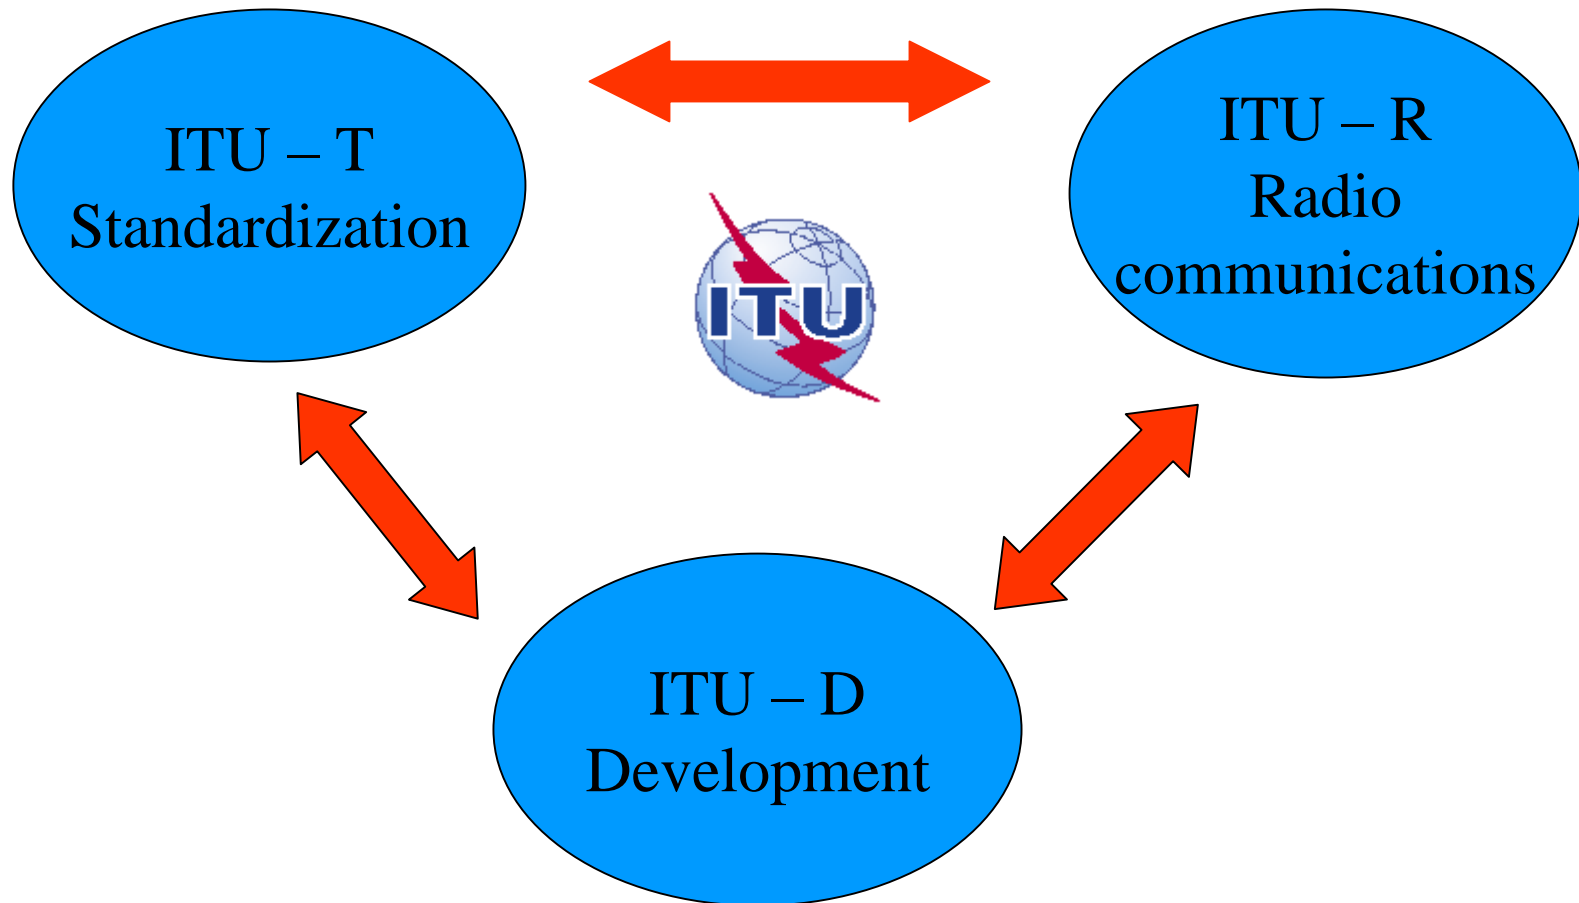 ITU – T
Standardization
ITU – R
Radio
communications
ITU
ITU – D
Development